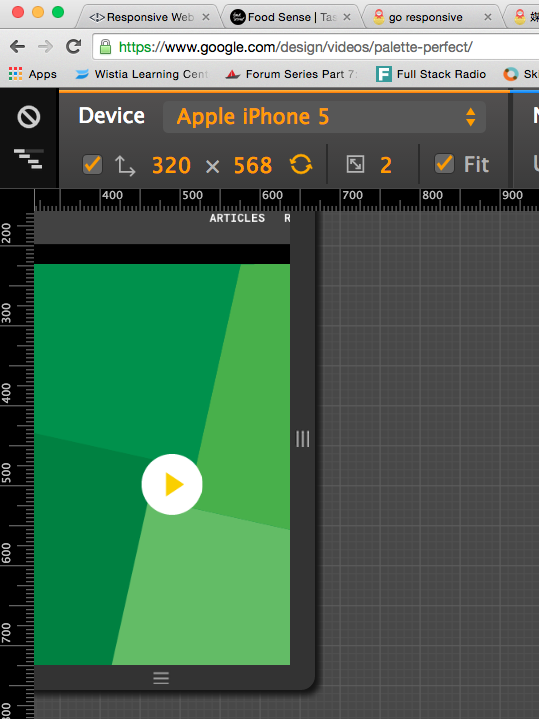 <>Responsive Web
Food Sense | Tas
go responsive
https://www.google.com/design/videos/palette-perfect/
Apps
Wistia Learning Cent
Forum Series Part 7:
Full Stack Radio
Sk
Device
Apple iPhone 5
320 × 568
2
Fit
400 500 600 700 800 900
200
ARTICLES R
300
400
500
600
700